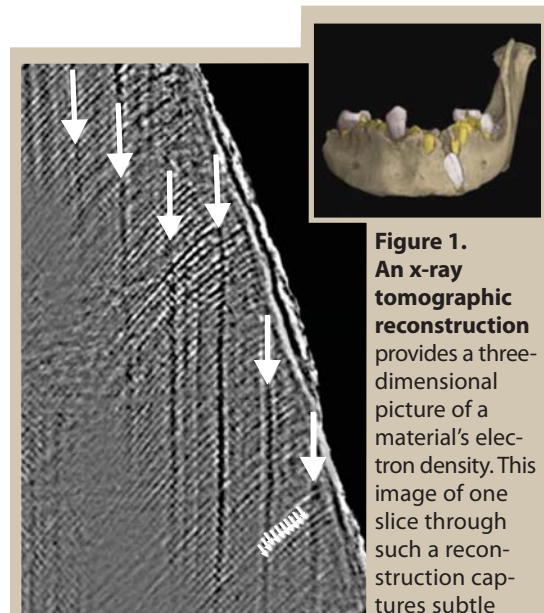 Figure 1.
An x-ray
tomographic
reconstruction
provides a three-
dimensional
picture of a
material’s elec-
tron density. This
image of one
slice through
such a recon-
struction cap-
tures subtle